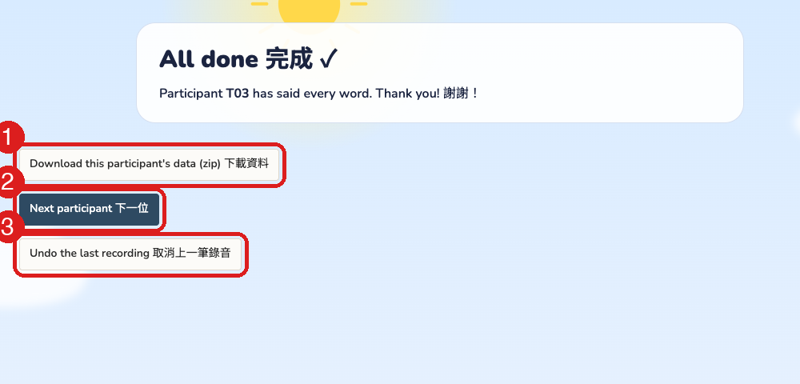 All done 完成 ✓
Participant T03 has said every word. Thank you! 謝謝！
1
Download this participant's data (zip) 下載資料
2
Next participant 下一位
3
Undo the last recording 取消上一筆錄音